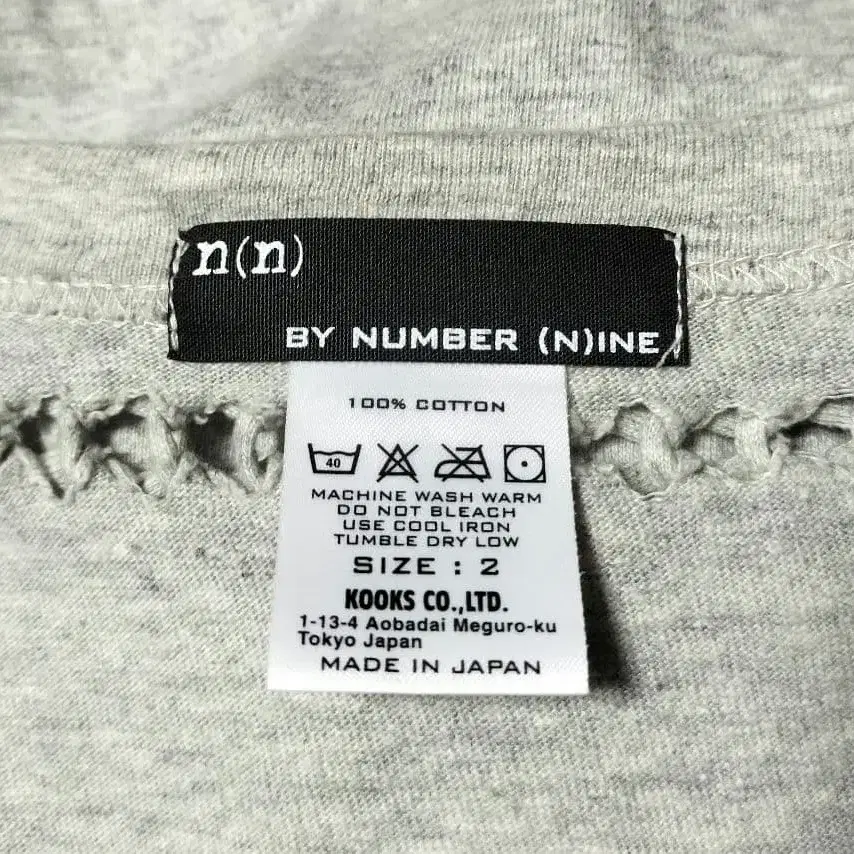 n(n)
BY NUMBER (N)INE
100% COTTON
40
MACHINE WASH WARM
DO NOT BLEACH
USE COOL IRON
TUMBLE DRY LOW
SIZE : 2
KOOKS CO.,LTD.
1-13-4 Aobadai Meguro-ku
Tokyo Japan
MADE IN JAPAN